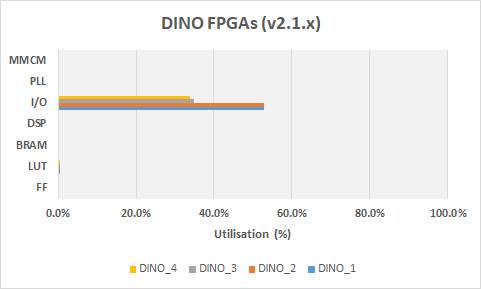 DINO FPGAs (v2.1.x)
MMCM
PLL
I/O
DSP
BRAM
LUT
FF
0.0% 20.0% 40.0% 60.0% 80.0% 100.0%
Utilisation (%)
DINO_4 DINO_3 DINO_2 DINO_1